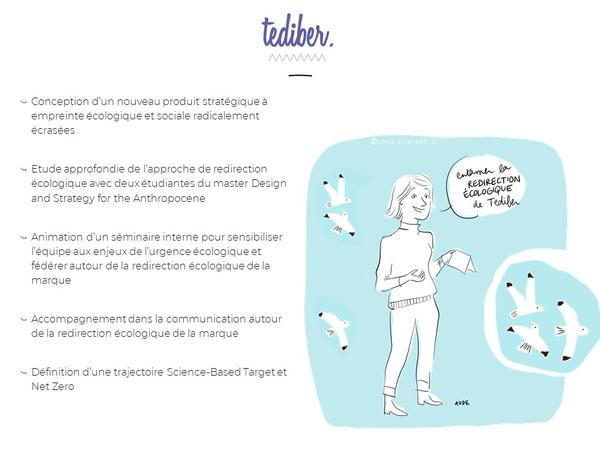 tediber.
Conception d'un nouveau produit stratégique à
empreinte écologique et sociale radicalement
écrasées
Etude approfondie de l'approche de redirection
écologique avec deux étudiantes du master Design
and Strategy for the Anthropocene
Animation d'un séminaire interne pour sensibiliser
l'équipe aux enjeux de l'urgence écologique et
fédérer autour de la redirection écologique de la
marque
Accompagnement dans la communication autour
de la redirection écologique de la marque
Définition d'une trajectoire Science-Based Target et
Net Zero
entamer la
REDIRECTION
ÉCOLOGIQUE
de Tediber
AUDE